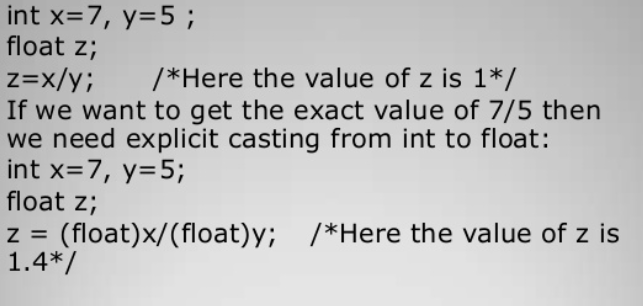 int x=7, y=5 ;
float z;
z=x/y; /*Here the value of z is 1*/
If we want to get the exact value of 7/5 then
we need explicit casting from int to float:
int x=7, y=5;
float z;
z = (float)x/(float)y; /*Here the value of z is
1.4*/